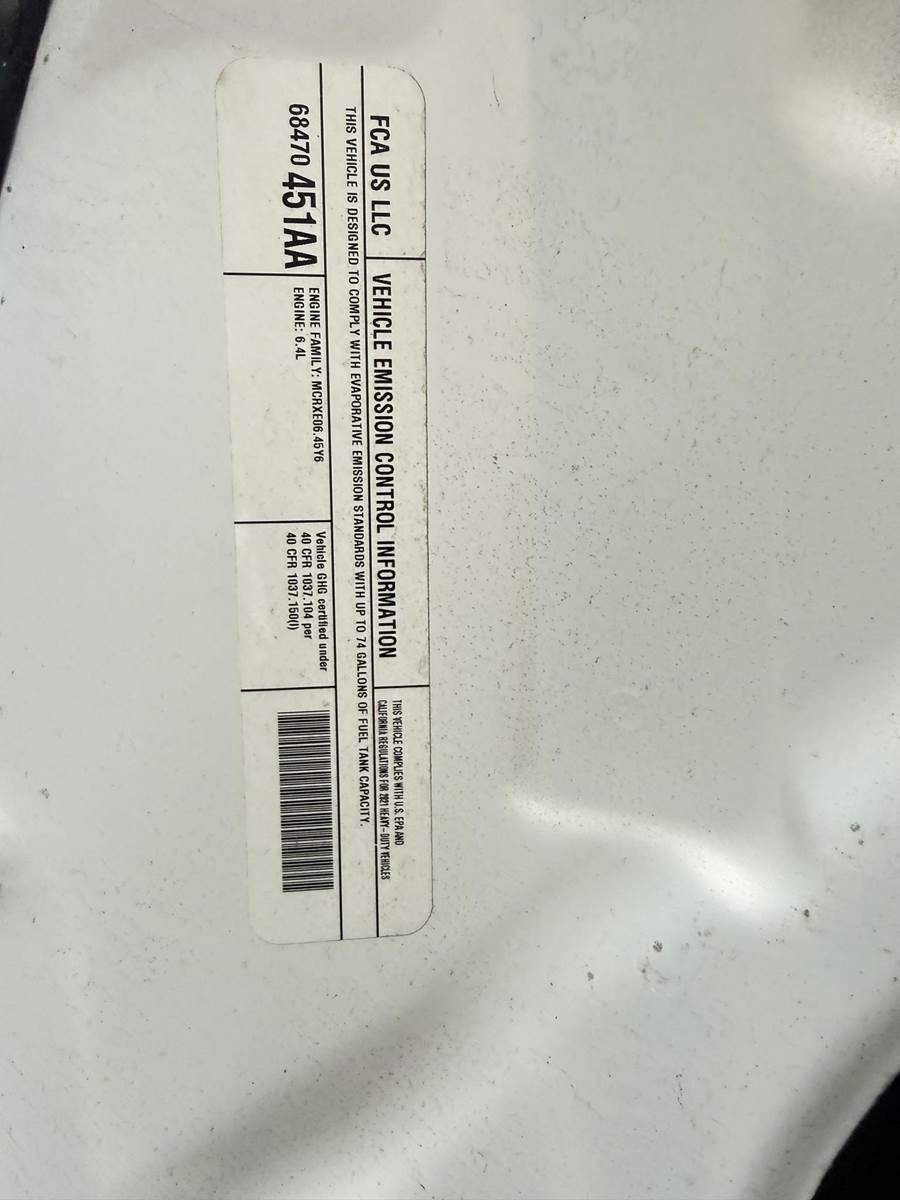 FCA US LLC
VEHICLE EMISSION CONTROL INFORMATION
THIS VEHICLE COMPLIES WITH U.S. EPA AND
CALIFORNIA REGULATIONS FOR 2021 HEAVY-DUTY VEHICLES
THIS VEHICLE IS DESIGNED TO COMPLY WITH EVAPORATIVE EMISSION STANDARDS WITH UP TO 74 GALLONS OF FUEL TANK CAPACITY.
68470 451AA
ENGINE FAMILY: MCRXE06.45Y6
ENGINE: 6.4L
Vehicle GHG certified under
40 CFR 1037.104 per
40 CFR 1037.150(l)